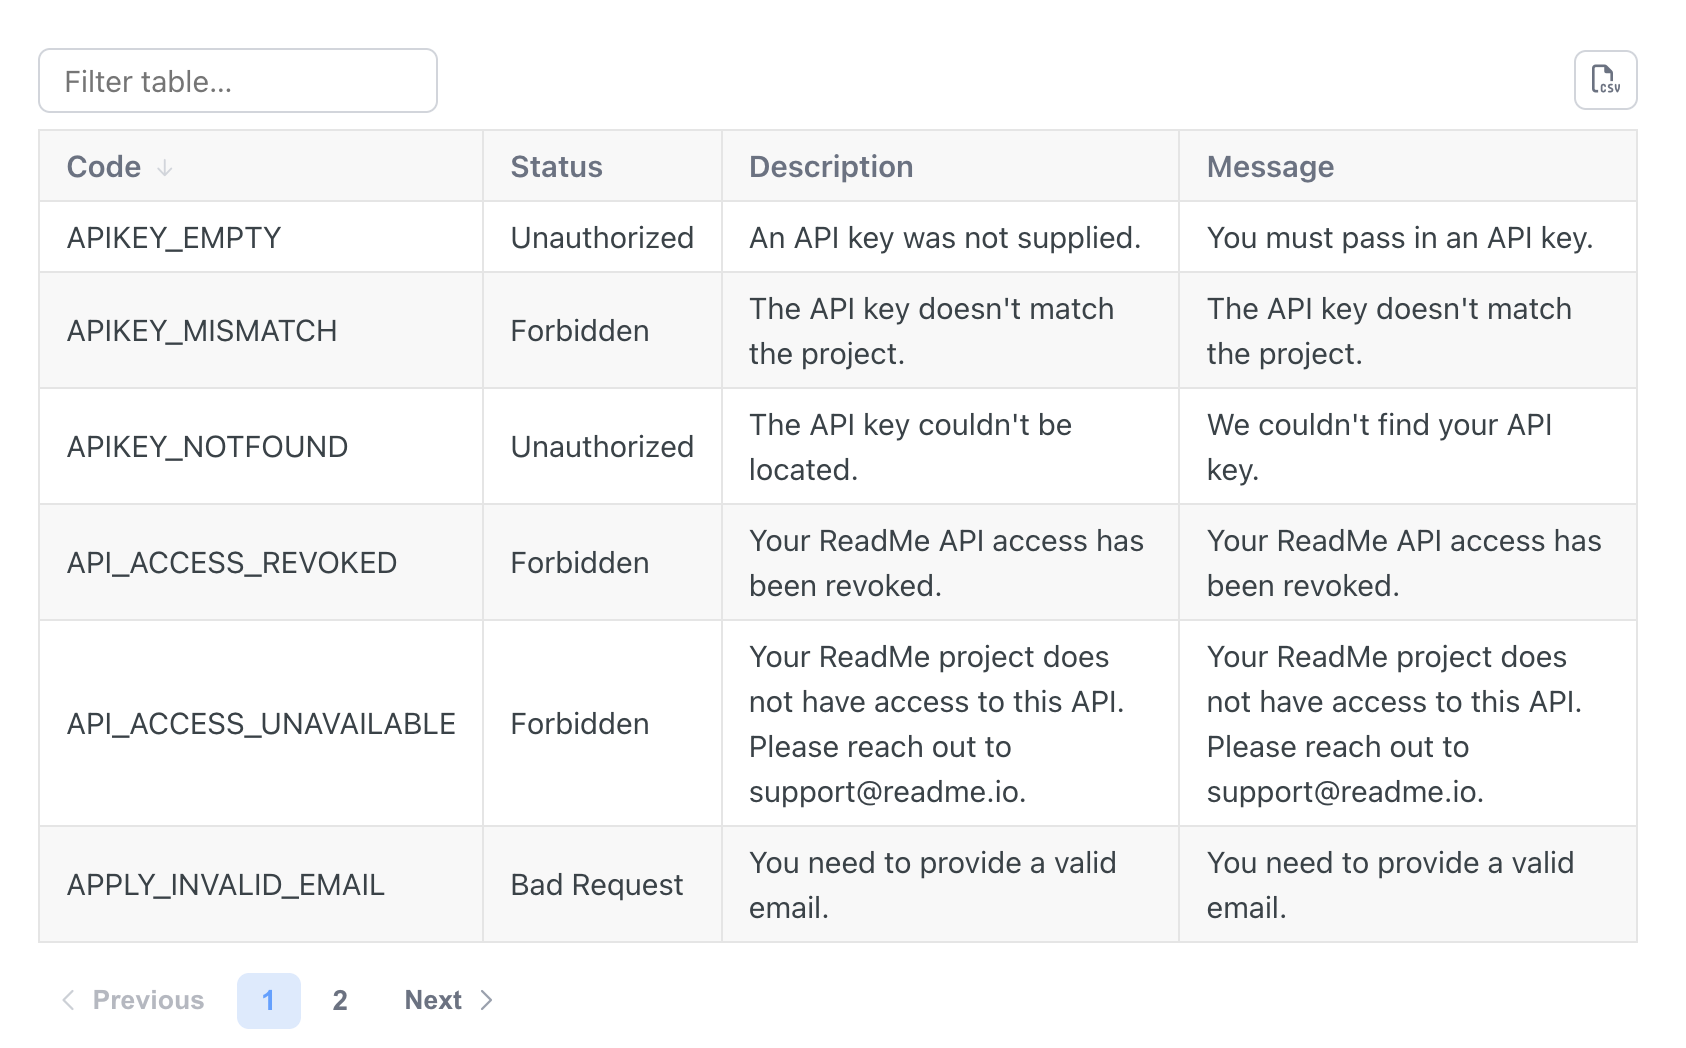 Filter table...
CSV
Code ↓ Status Description Message
APIKEY_EMPTY Unauthorized An API key was not supplied. You must pass in an API key.
APIKEY_MISMATCH Forbidden The API key doesn't match the project. The API key doesn't match the project.
APIKEY_NOTFOUND Unauthorized The API key couldn't be located. We couldn't find your API key.
API_ACCESS_REVOKED Forbidden Your ReadMe API access has been revoked. Your ReadMe API access has been revoked.
API_ACCESS_UNAVAILABLE Forbidden Your ReadMe project does not have access to this API. Please reach out to support@readme.io. Your ReadMe project does not have access to this API. Please reach out to support@readme.io.
APPLY_INVALID_EMAIL Bad Request You need to provide a valid email. You need to provide a valid email.
Previous 1 2 Next